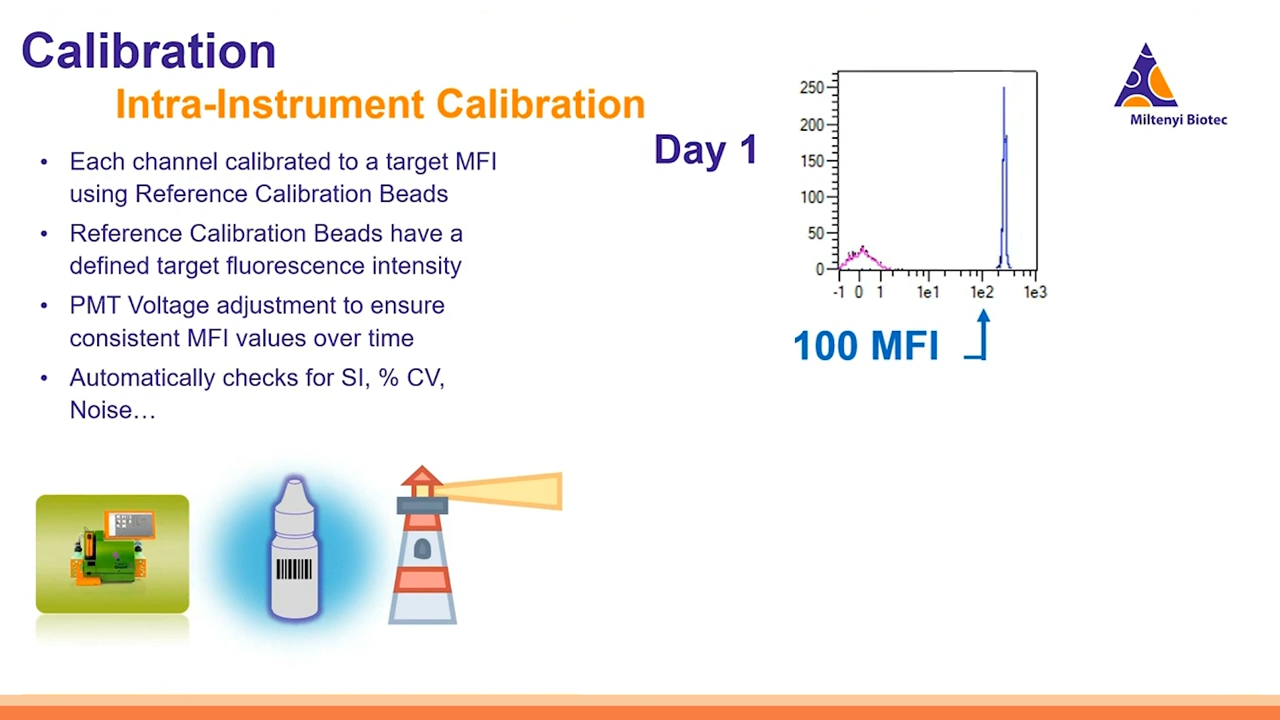 Calibration
Intra-Instrument Calibration
• Each channel calibrated to a target MFI
using Reference Calibration Beads
• Reference Calibration Beads have a
defined target fluorescence intensity
• PMT Voltage adjustment to ensure
consistent MFI values over time
• Automatically checks for SI, % CV,
Noise…
Day 1
250
200
150
100
50
0
-1 0 1 1e1 1e2 1e3
100 MFI
Miltenyi Biotec